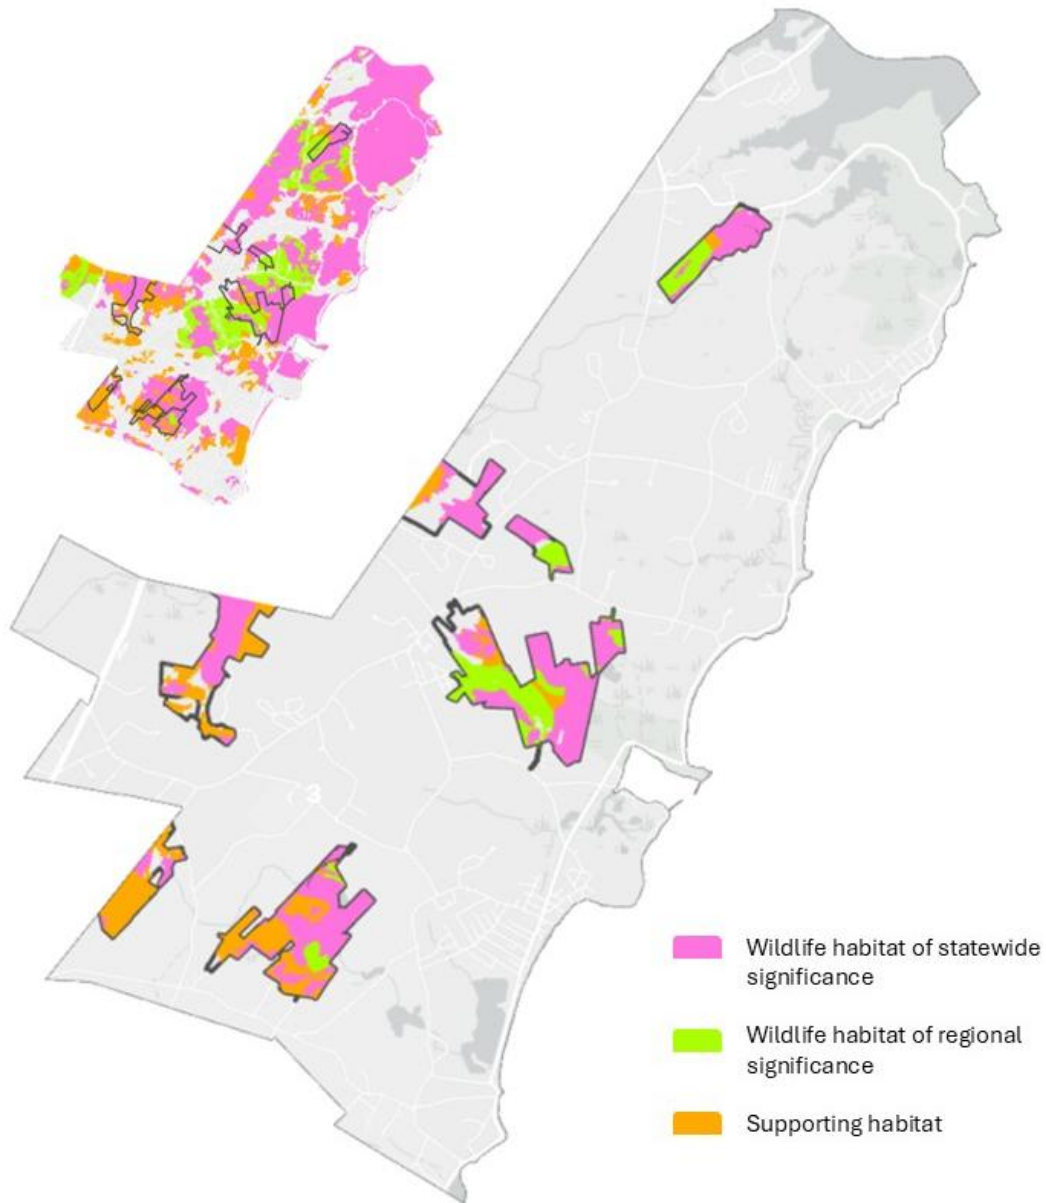 3
Wildlife habitat of statewide
significance
Wildlife habitat of regional
significance
Supporting habitat